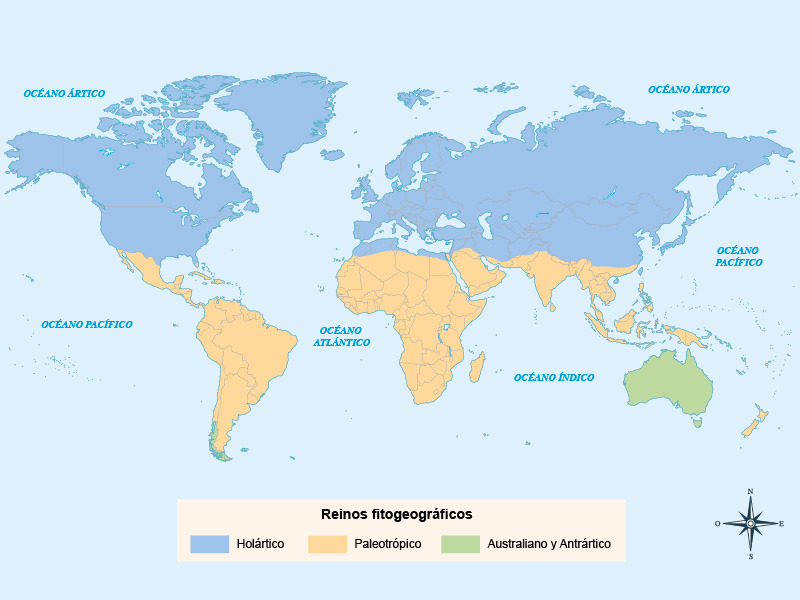 OCÉANO ÁRTICO
OCÉANO ÁRTICO
OCÉANO
PACÍFICO
OCÉANO PACÍFICO
OCÉANO
ATLÁNTICO
OCÉANO ÍNDICO
Reinos fitogeográficos
Holártico
Paleotrópico
Australiano y Antrártico
N
O
E
S